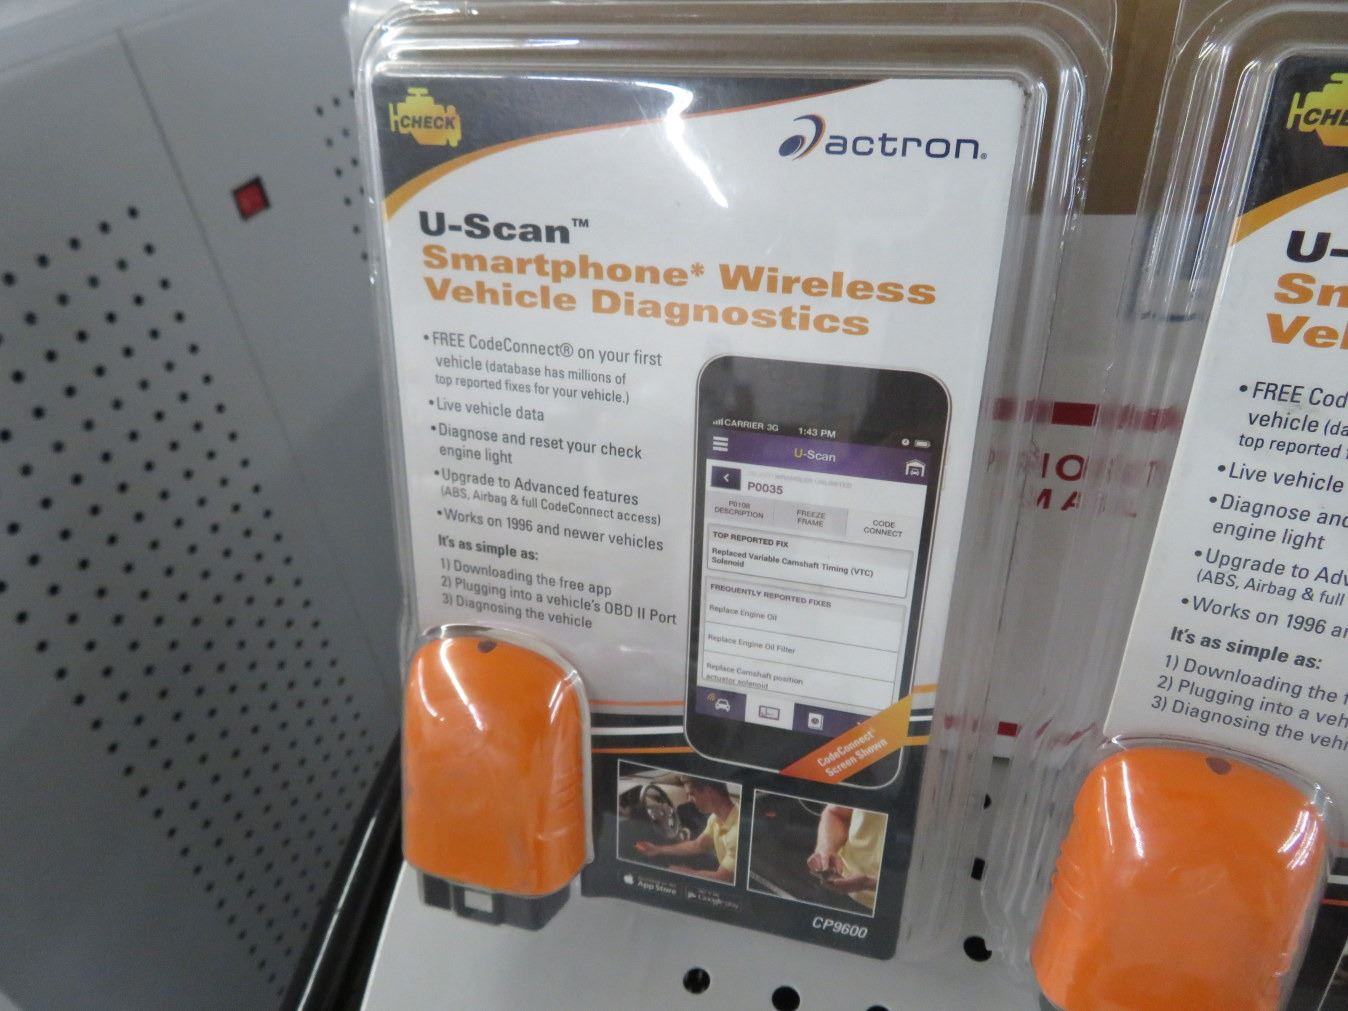 CHECK
actron®
U-Scan™
Smartphone* Wireless
Vehicle Diagnostics
• FREE CodeConnect® on your first
vehicle (database has millions of
top reported fixes for your vehicle.)
• Live vehicle data
• Diagnose and reset your check
engine light
• Upgrade to Advanced features
(ABS, Airbag & full CodeConnect access)
• Works on 1996 and newer vehicles
It's as simple as:
1) Downloading the free app
2) Plugging into a vehicle's OBD II Port
3) Diagnosing the vehicle
CARRIER 3G 1:43 PM
U-Scan
P0035
P0108
DESCRIPTION
FREEZE
FRAME
CODE
CONNECT
TOP REPORTED FIX
Replaced Variable Camshaft Timing (VTC)
Solenoid
FREQUENTLY REPORTED FIXES
Replace Engine Oil
Replace Engine Oil Filter
Replace Camshaft position
actuator solenoid
CodeConnect®
Screen Shown
App Store
Google play
CP9600
CHE
U-
Sm
Veh
• FREE Cod
vehicle (da
top reported
• Live vehicle
• Diagnose and
engine light
• Upgrade to Adv
(ABS, Airbag & full
• Works on 1996 a
It's as simple as:
1) Downloading the
2) Plugging into a veh
3) Diagnosing the vehi